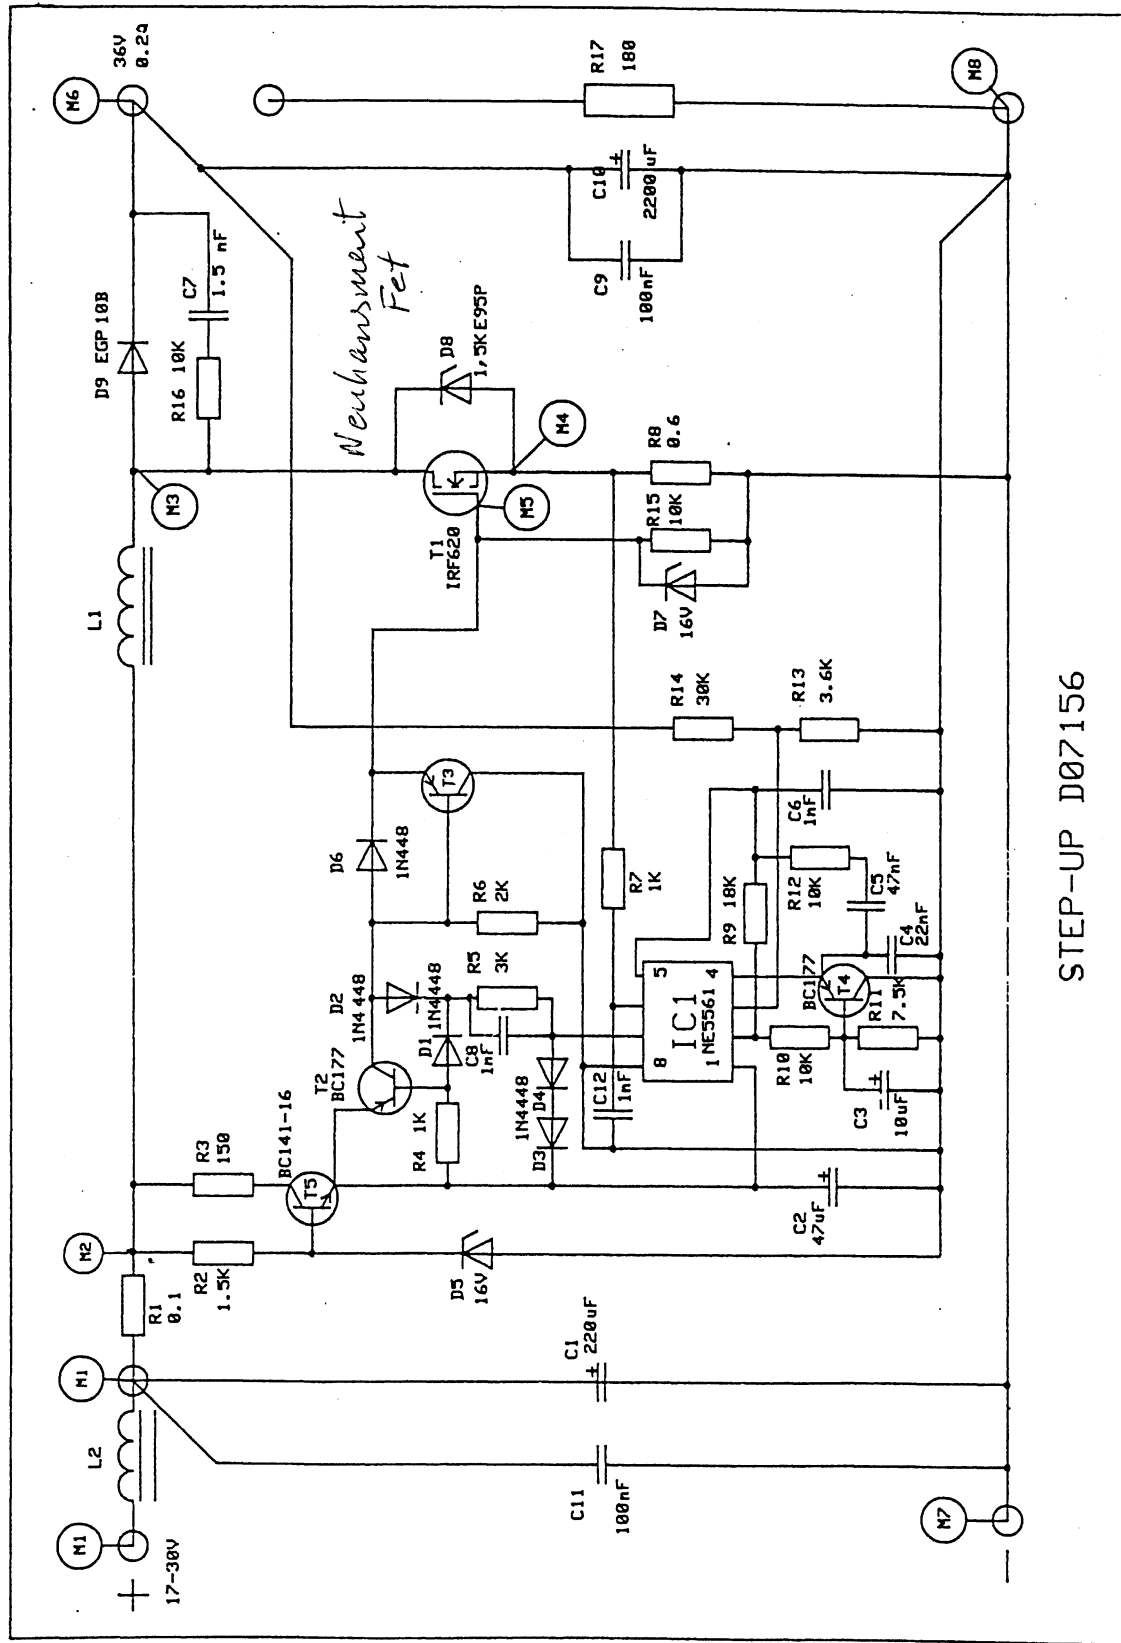 M1
M1
M2
M3
M6
+
17-30V
L2
R1
0.1
L1
D9 EGP10B
R16 10K
C7
1.5 nF
36V
0.2a
R2
1.5K
R3
150
BC141-16
T5
T2
BC177
D2
1N4448
D6
1N448
T3
T1
IRF620
M5
M4
D8
1,5KE95P
R4
1K
D1
1N4448
C8
1nF
R5
3K
R6
2K
D5
16V
D3
1N4448
D4
C12
1nF
R7
1K
R14
30K
R13
3.6K
D7
16V
R15
10K
R8
0.6
C11
100nF
C1
220uF
C2
47uF
8
5
IC1
NE5561
1
4
R9 18K
R10
10K
C3
10uF
BC177
T4
R11
7.5K
R12
10K
C5
47nF
C4
22nF
C6
1nF
C9
100nF
C10
2200uF
R17
180
M7
M8
-
STEP-UP D07156
Fet